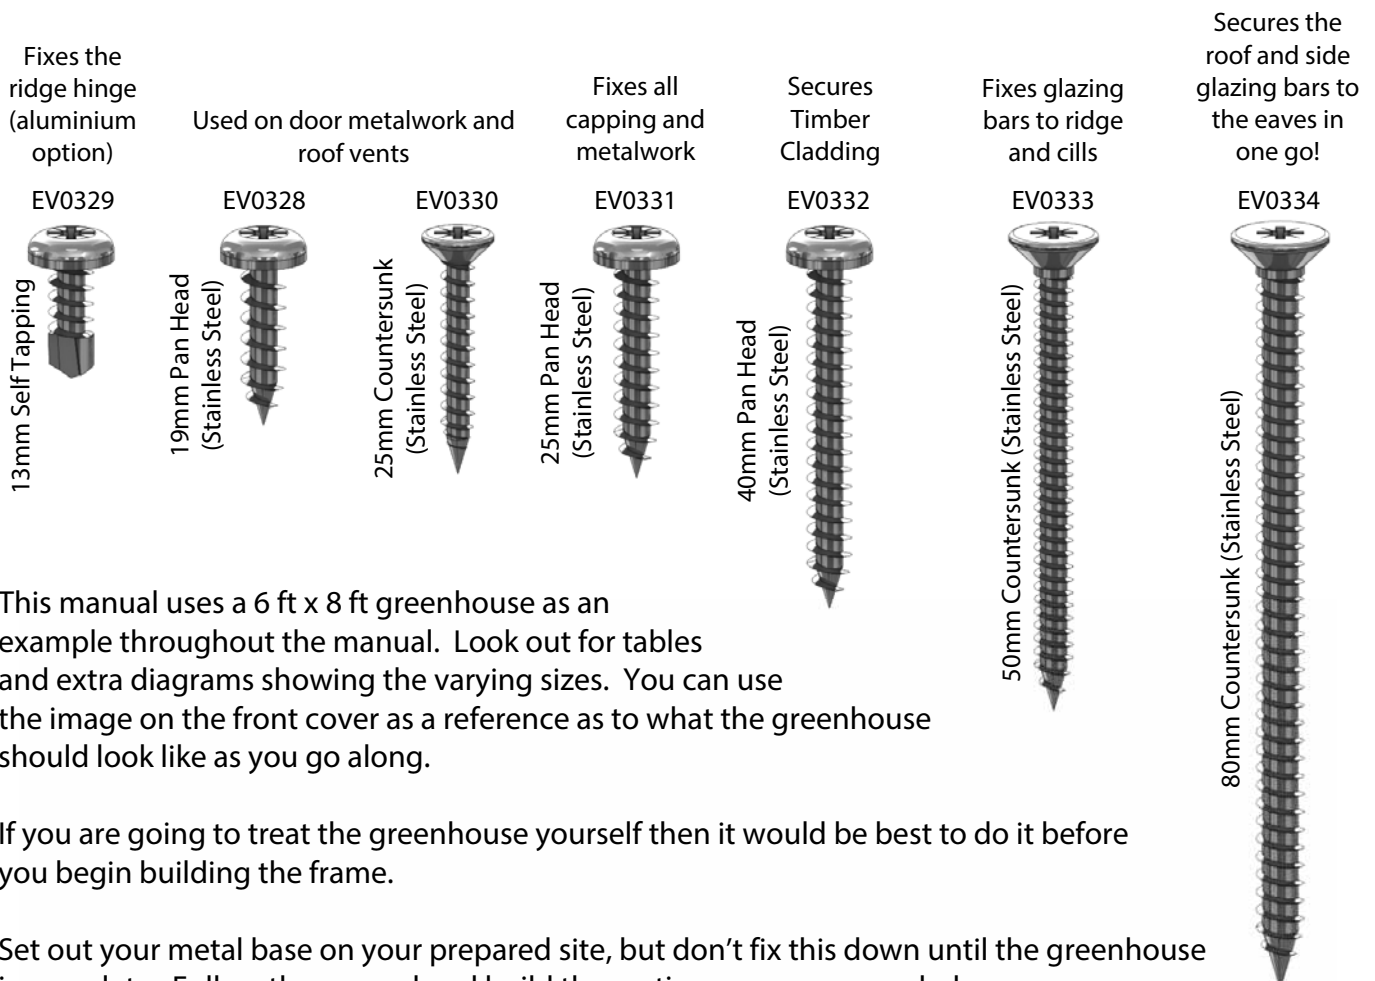 Fixes the
ridge hinge
(aluminium
option)
EV0329
13mm Self Tapping
Used on door metalwork and
roof vents
EV0328
19mm Pan Head
(Stainless Steel)
EV0330
25mm Countersunk
(Stainless Steel)
Fixes all
capping and
metalwork
EV0331
25mm Pan Head
(Stainless Steel)
Secures
Timber
Cladding
EV0332
40mm Pan Head
(Stainless Steel)
Fixes glazing
bars to ridge
and cills
EV0333
50mm Countersunk (Stainless Steel)
Secures the
roof and side
glazing bars to
the eaves in
one go!
EV0334
80mm Countersunk (Stainless Steel)
This manual uses a 6 ft x 8 ft greenhouse as an
example throughout the manual. Look out for tables
and extra diagrams showing the varying sizes. You can use
the image on the front cover as a reference as to what the greenhouse
should look like as you go along.
If you are going to treat the greenhouse yourself then it would be best to do it before
you begin building the frame.
Set out your metal base on your prepared site, but don't fix this down until the greenhouse